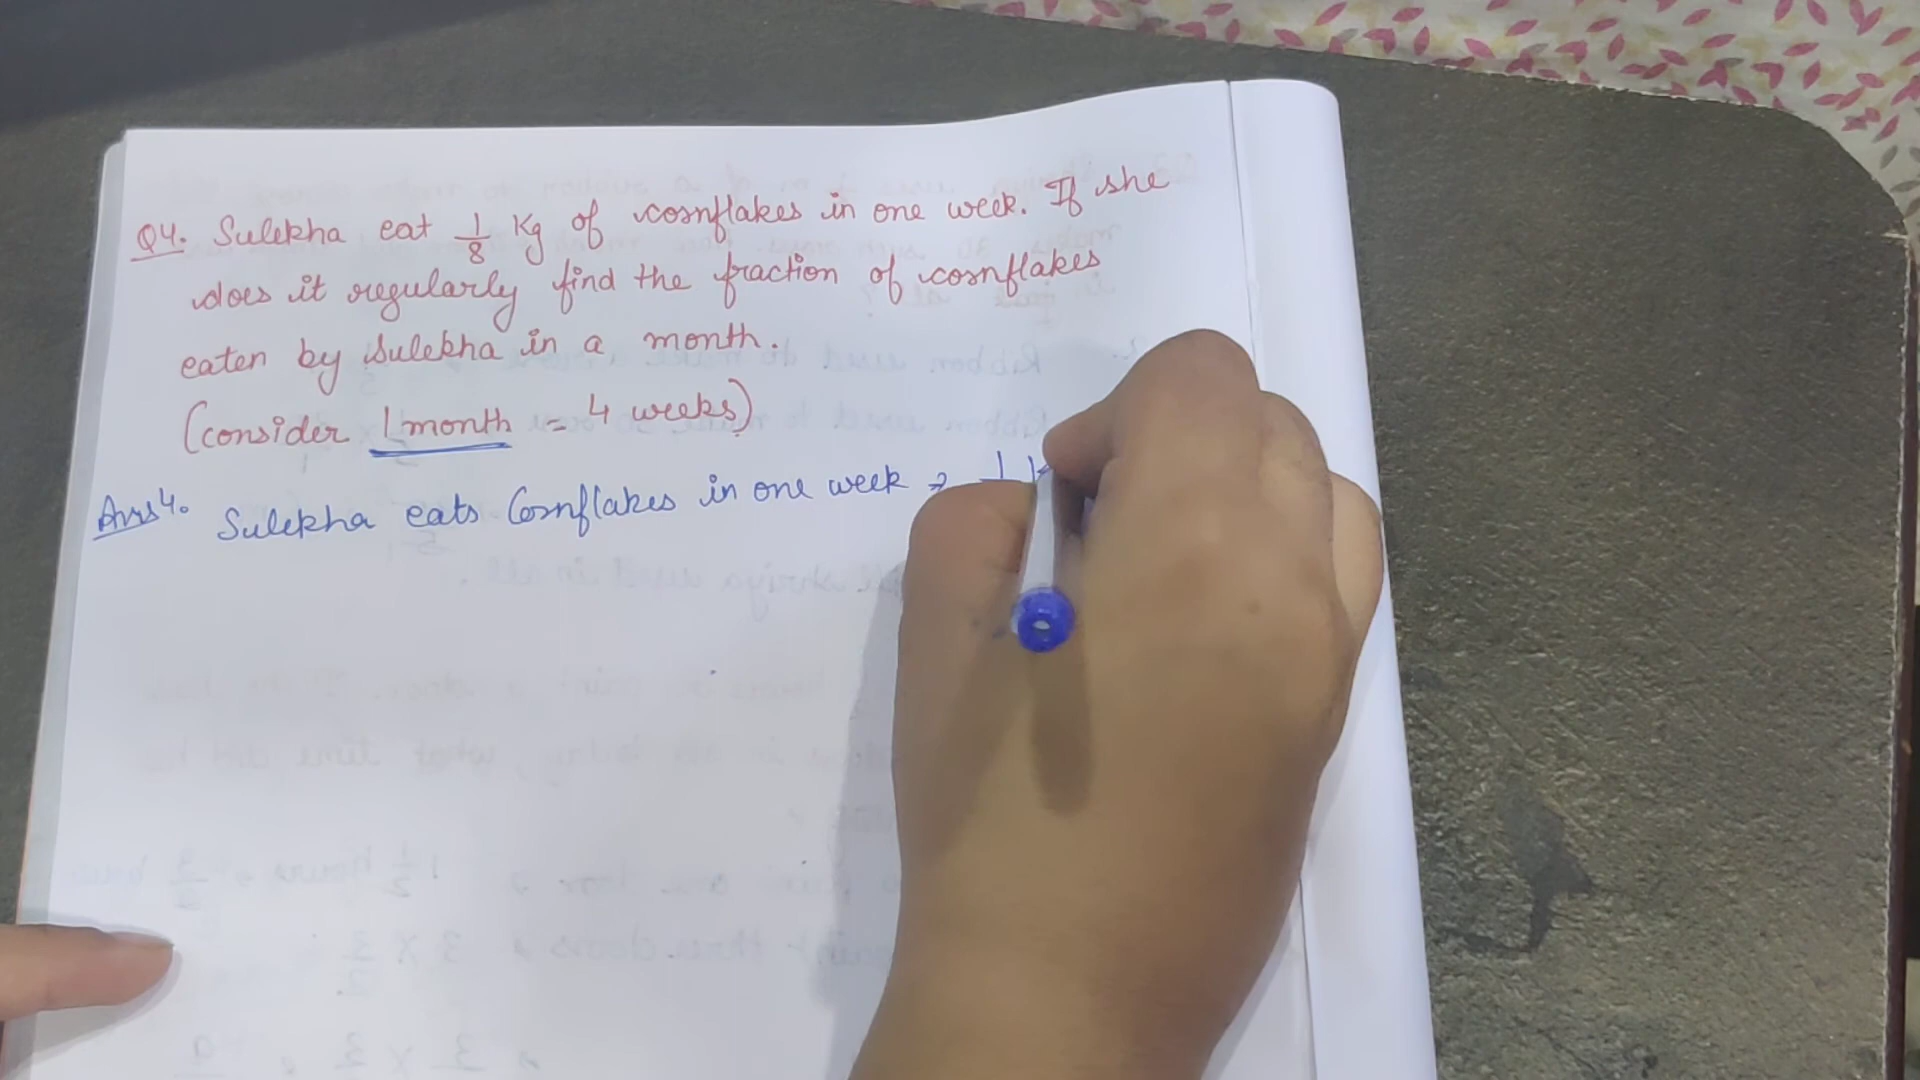 Q4. Sulekha eat 1/8 Kg of cornflakes in one week. If she
does it regularly find the fraction of cornflakes
eaten by Sulekha in a month.
(consider 1 month = 4 weeks)
Ans4. Sulekha eats Cornflakes in one week → 1